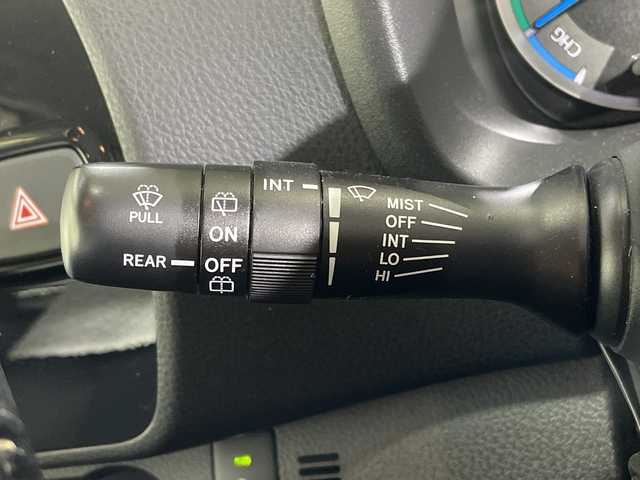 PULL
REAR
ON
OFF
INT
MIST
OFF
INT
LO
HI
CHG